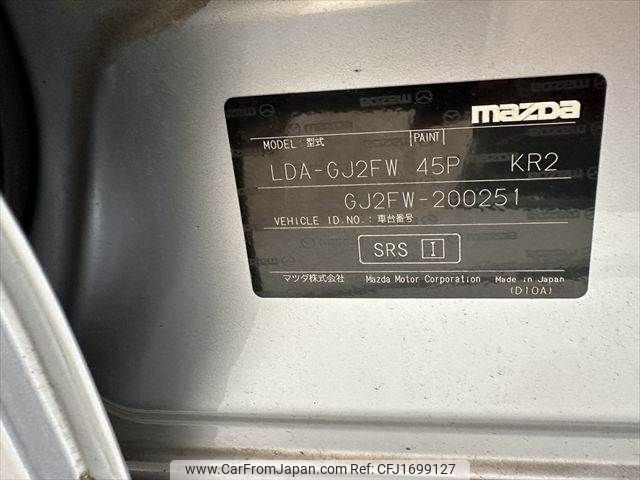 mazda
MODEL: 型式 PAINT
LDA-GJ2FW 45P KR2
GJ2FW-200251
VEHICLE ID.NO.: 車台番号
SRS I
マツダ株式会社 Mazda Motor Corporation Made in Japan
(D10A)
www.CarFromJapan.com - CFJ1699127